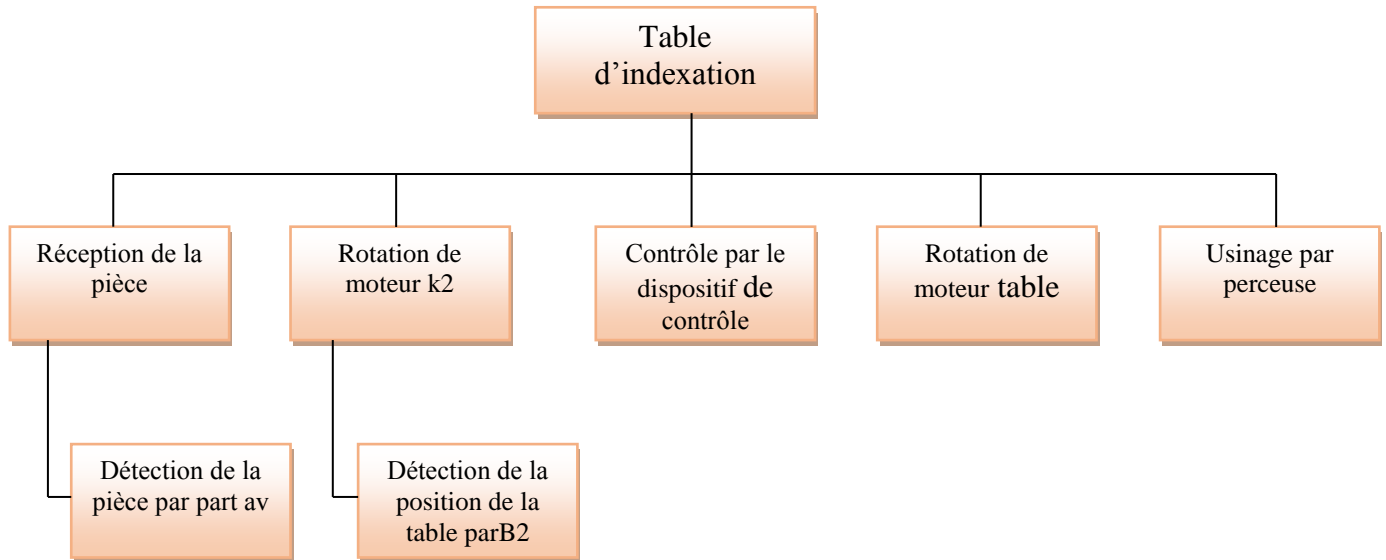 Table
d’indexation
Réception de la
pièce
Rotation de
moteur k2
Contrôle par le
dispositif de
contrôle
Rotation de
moteur table
Usinage par
perceuse
Détection de la
pièce par part av
Détection de la
position de la
table parB2